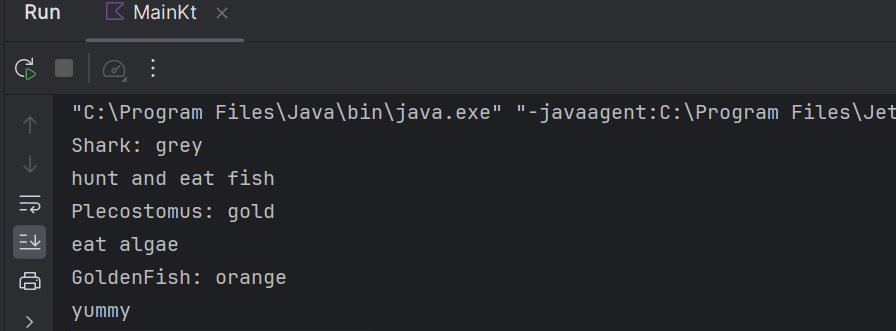 Run MainKt
"C:\Program Files\Java\bin\java.exe" "-javaagent:C:\Program Files\Jet
Shark: grey
hunt and eat fish
Plecostomus: gold
eat algae
GoldenFish: orange
yummy